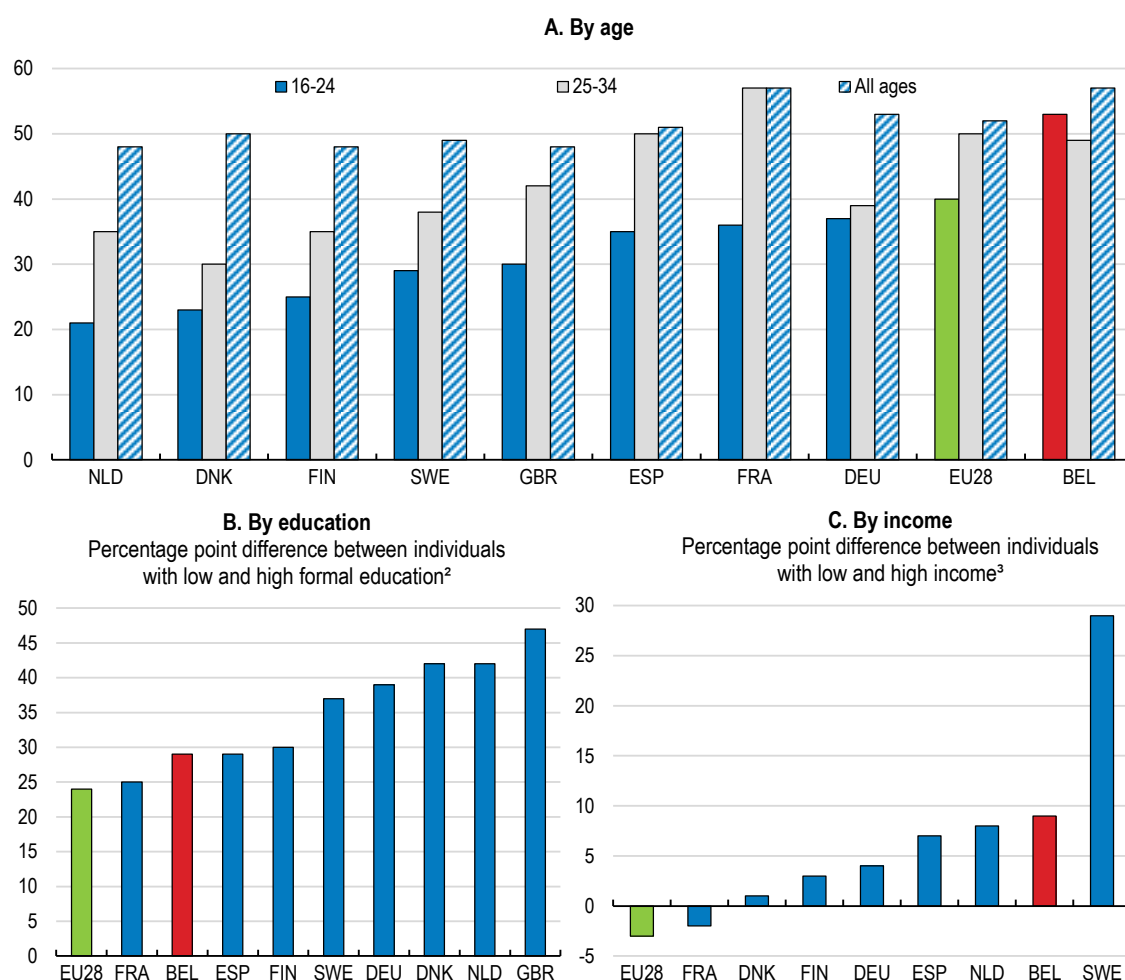 A. By age
60
16-24 25-34 All ages
50
40
30
20
10
0
NLD DNK FIN SWE GBR ESP FRA DEU EU28 BEL
B. By education
Percentage point difference between individuals
with low and high formal education²
50
45
40
35
30
25
20
15
10
5
0
EU28 FRA BEL ESP FIN SWE DEU DNK NLD GBR
C. By income
Percentage point difference between individuals
with low and high income³
30
25
20
15
10
5
0
-5
EU28 FRA DNK FIN DEU ESP NLD BEL SWE